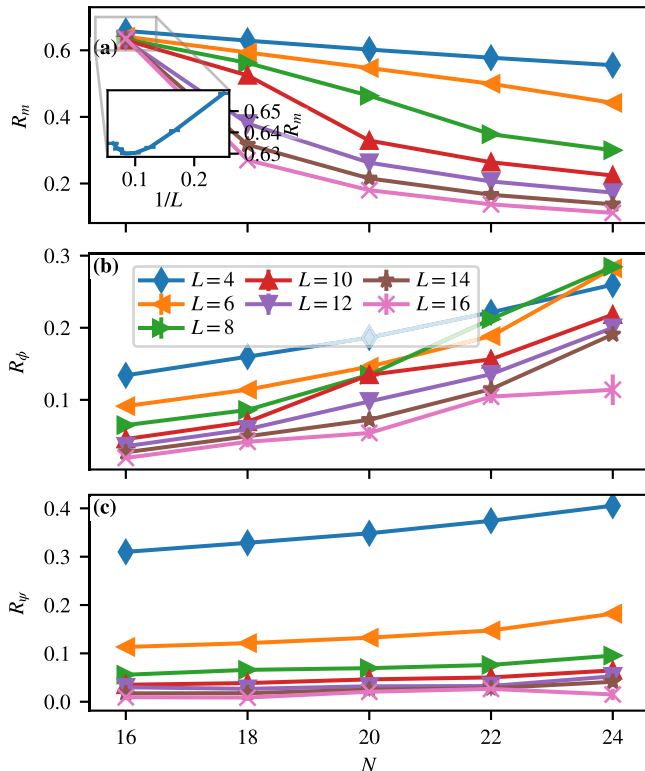 (a)
0.6
0.4
0.2
R_m
0.65
0.64
0.63
R_m
0.1 0.2
1/L
(b)
0.3
0.2
0.1
R_ϕ
L = 4 L = 10 L = 14
L = 6 L = 12 L = 16
L = 8
(c)
0.4
0.3
0.2
0.1
0.0
R_ψ
16 18 20 22 24
N